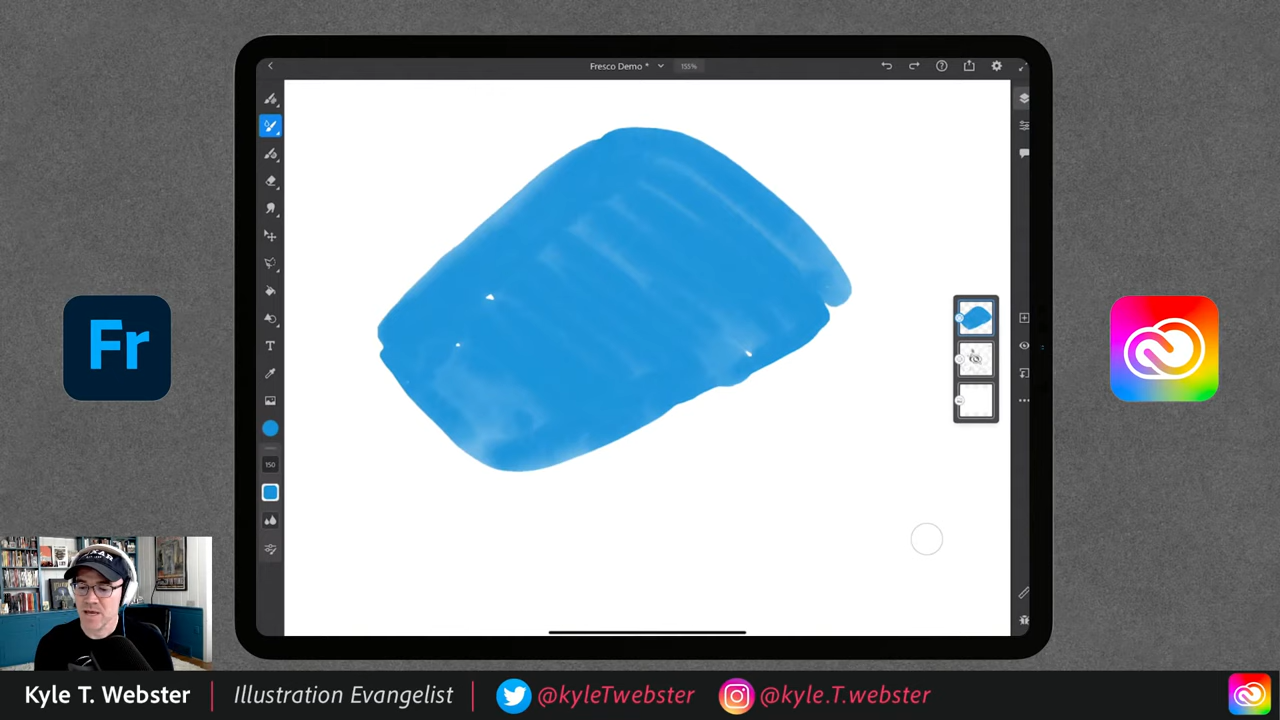 Fresco Demo *
155%
Fr
T
150
Kyle T. Webster
Illustration Evangelist
@kyleTwebster
@kyle.T.webster